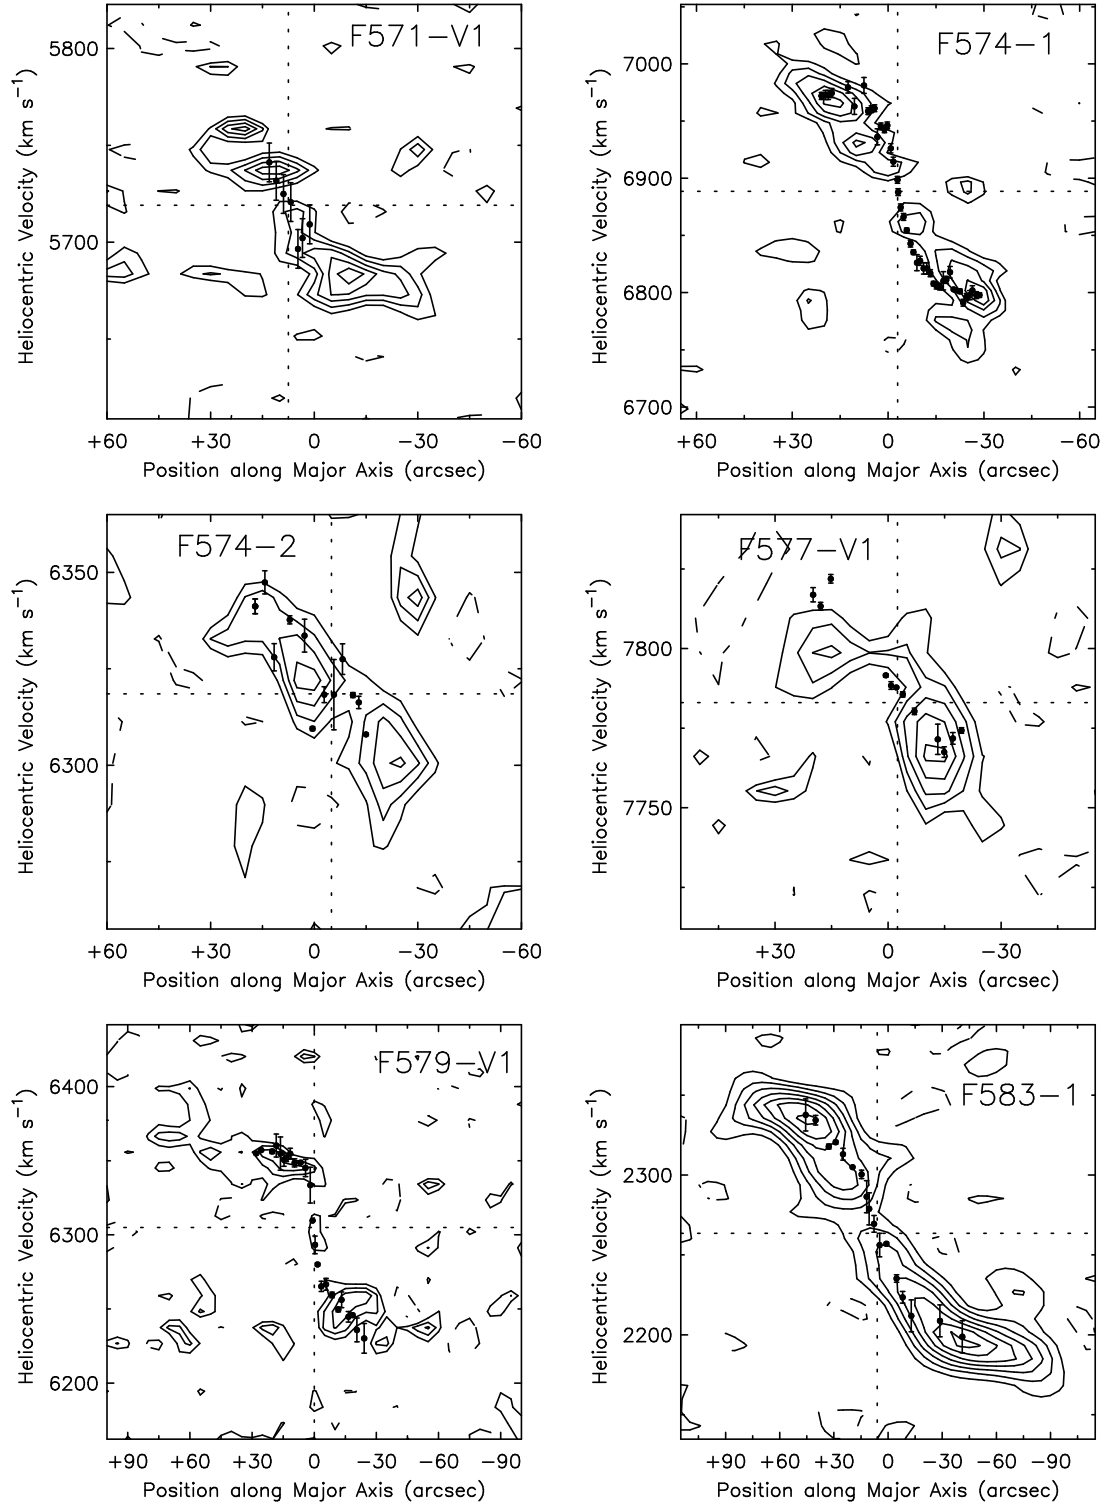 F571−V1
5800
5700
Heliocentric Velocity (km s⁻¹)
+60 +30 0 −30 −60
Position along Major Axis (arcsec)
F574−1
7000
6900
6800
6700
Heliocentric Velocity (km s⁻¹)
+60 +30 0 −30 −60
Position along Major Axis (arcsec)
F574−2
6350
6300
Heliocentric Velocity (km s⁻¹)
+60 +30 0 −30 −60
Position along Major Axis (arcsec)
F577−V1
7800
7750
Heliocentric Velocity (km s⁻¹)
+30 0 −30
Position along Major Axis (arcsec)
F579−V1
6400
6300
6200
Heliocentric Velocity (km s⁻¹)
+90 +60 +30 0 −30 −60 −90
Position along Major Axis (arcsec)
F583−1
2300
2200
Heliocentric Velocity (km s⁻¹)
+90 +60 +30 0 −30 −60 −90
Position along Major Axis (arcsec)